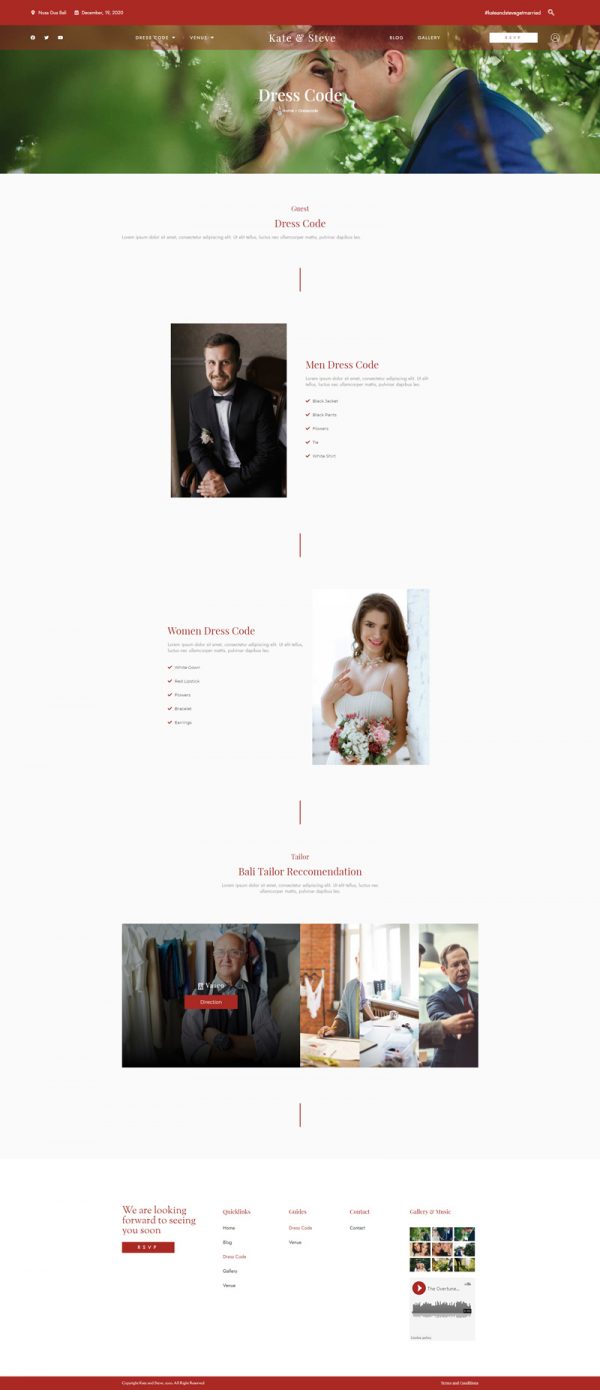 Nusa Dua Bali
December, 19, 2020
#kateandstevegetmarried
DRESS CODE
VENUE
Kate & Steve
BLOG
GALLERY
RSVP
Dress Code
Home > Dresscode
Guest
Dress Code
Lorem ipsum dolor sit amet, consectetur adipiscing elit. Ut elit tellus, luctus nec ullamcorper mattis, pulvinar dapibus leo.
Men Dress Code
Lorem ipsum dolor sit amet, consectetur adipiscing elit. Ut elit
tellus, luctus nec ullamcorper mattis, pulvinar dapibus leo.
Black Jacket
Black Pants
Flowers
Tie
White Shirt
Women Dress Code
Lorem ipsum dolor sit amet, consectetur adipiscing elit. Ut elit tellus,
luctus nec ullamcorper mattis, pulvinar dapibus leo.
White Gown
Red Lipstick
Flowers
Bracelet
Earrings
Tailor
Bali Tailor Reccomendation
Lorem ipsum dolor sit amet, consectetur adipiscing elit. Ut elit tellus, luctus nec
ullamcorper mattis, pulvinar dapibus leo.
Vasco
Direction
We are looking
forward to seeing
you soon
RSVP
Quicklinks
Home
Blog
Dress Code
Gallery
Venue
Guides
Dress Code
Venue
Contact
Contact
Gallery & Music
The Overtune...
Cookie policy
Copyright Kate and Steve, 2020. All Right Reserved
Terms and Conditions